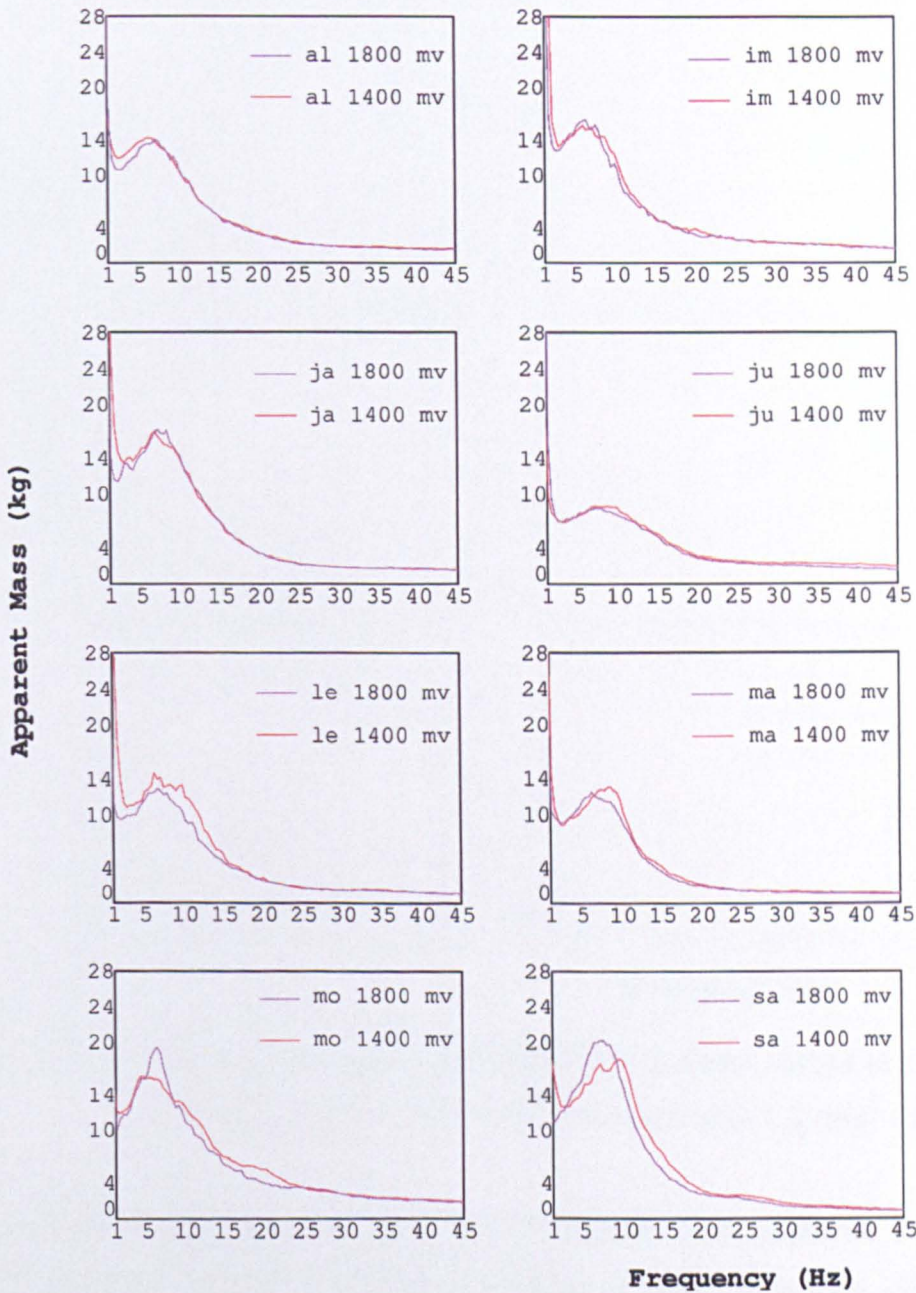 28
24
20
14
10
4
0
1 5 10 15 20 25 30 35 40 45
al 1800 mv
al 1400 mv
28
24
20
14
10
4
0
1 5 10 15 20 25 30 35 40 45
im 1800 mv
im 1400 mv
28
24
20
14
10
4
0
1 5 10 15 20 25 30 35 40 45
ja 1800 mv
ja 1400 mv
28
24
20
14
10
4
0
1 5 10 15 20 25 30 35 40 45
ju 1800 mv
ju 1400 mv
28
24
20
14
10
4
0
1 5 10 15 20 25 30 35 40 45
le 1800 mv
le 1400 mv
28
24
20
14
10
4
0
1 5 10 15 20 25 30 35 40 45
ma 1800 mv
ma 1400 mv
28
24
20
14
10
4
0
1 5 10 15 20 25 30 35 40 45
mo 1800 mv
mo 1400 mv
28
24
20
14
10
4
0
1 5 10 15 20 25 30 35 40 45
sa 1800 mv
sa 1400 mv
Apparent Mass (kg)
Frequency (Hz)